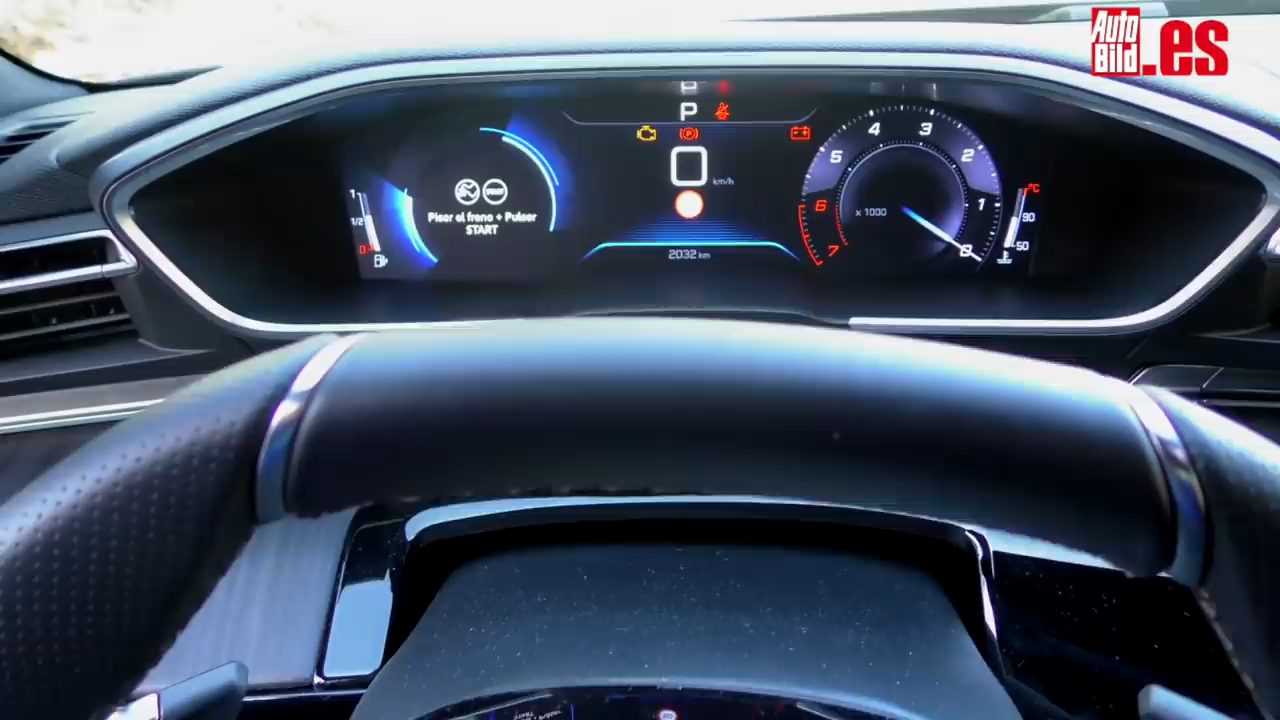 Auto
Bild
.es
P
0
km/h
2032 km
START
Pisar el freno + Pulsar
START
1
1/2
0
4
3
5
2
6
x 1000
1
7
0
°C
90
50